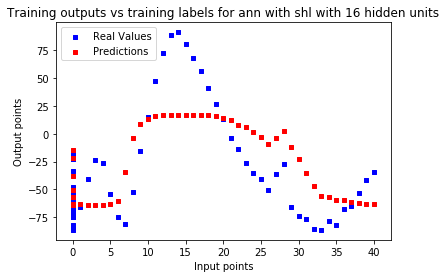 Training outputs vs training labels for ann with shl with 16 hidden units
Real Values
Predictions
75
50
25
0
−25
−50
−75
Output points
0 5 10 15 20 25 30 35 40
Input points